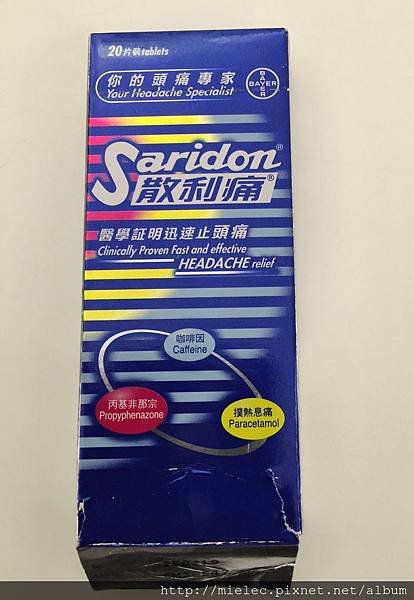 20片裝tablets
你的頭痛專家
Your Headache Specialist
BAYER
BAYER
Saridon®
散利痛®
醫學証明迅速止頭痛
Clinically Proven Fast and effective
HEADACHE relief
咖啡因
Caffeine
丙基非那宗
Propyphenazone
撲熱息痛
Paracetamol
http://mielec.pixnet.net/album